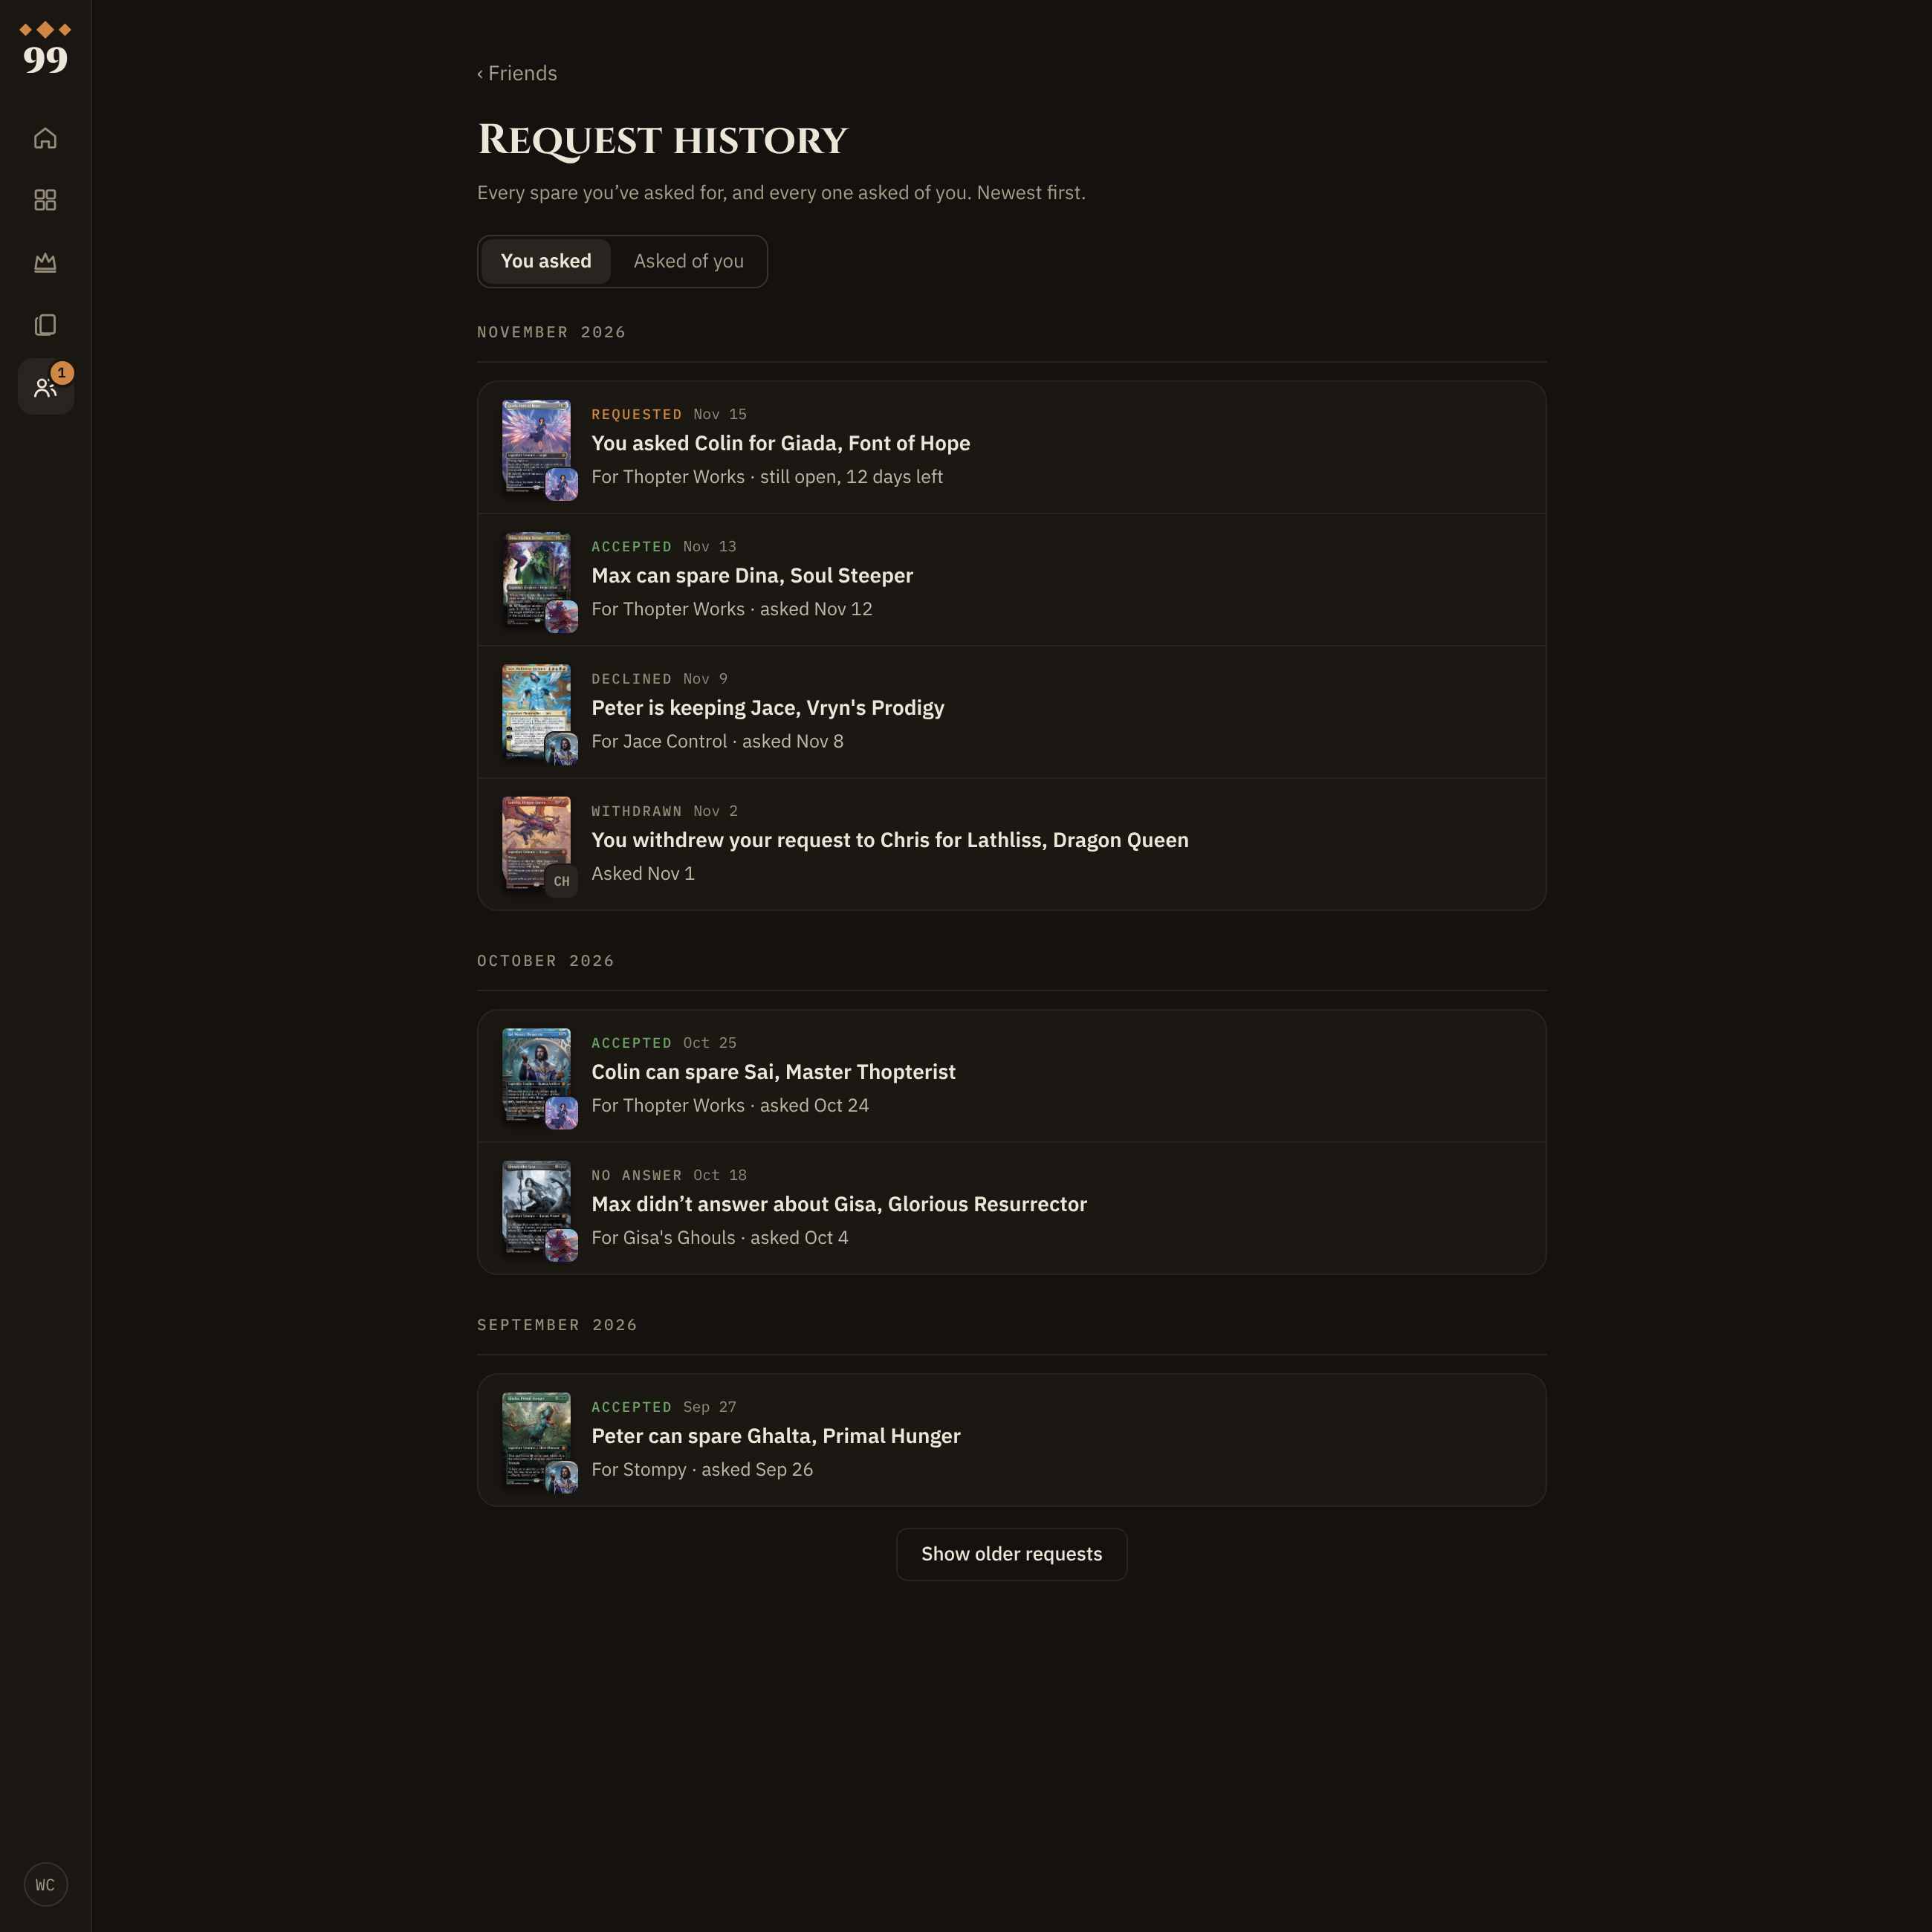 99
1
WC
‹ Friends
Request history
Every spare you’ve asked for, and every one asked of you. Newest first.
You asked
Asked of you
NOVEMBER 2026
REQUESTED Nov 15
You asked Colin for Giada, Font of Hope
For Thopter Works · still open, 12 days left
ACCEPTED Nov 13
Max can spare Dina, Soul Steeper
For Thopter Works · asked Nov 12
DECLINED Nov 9
Peter is keeping Jace, Vryn's Prodigy
For Jace Control · asked Nov 8
WITHDRAWN Nov 2
You withdrew your request to Chris for Lathliss, Dragon Queen
Asked Nov 1
CH
OCTOBER 2026
ACCEPTED Oct 25
Colin can spare Sai, Master Thopterist
For Thopter Works · asked Oct 24
NO ANSWER Oct 18
Max didn’t answer about Gisa, Glorious Resurrector
For Gisa's Ghouls · asked Oct 4
SEPTEMBER 2026
ACCEPTED Sep 27
Peter can spare Ghalta, Primal Hunger
For Stompy · asked Sep 26
Show older requests